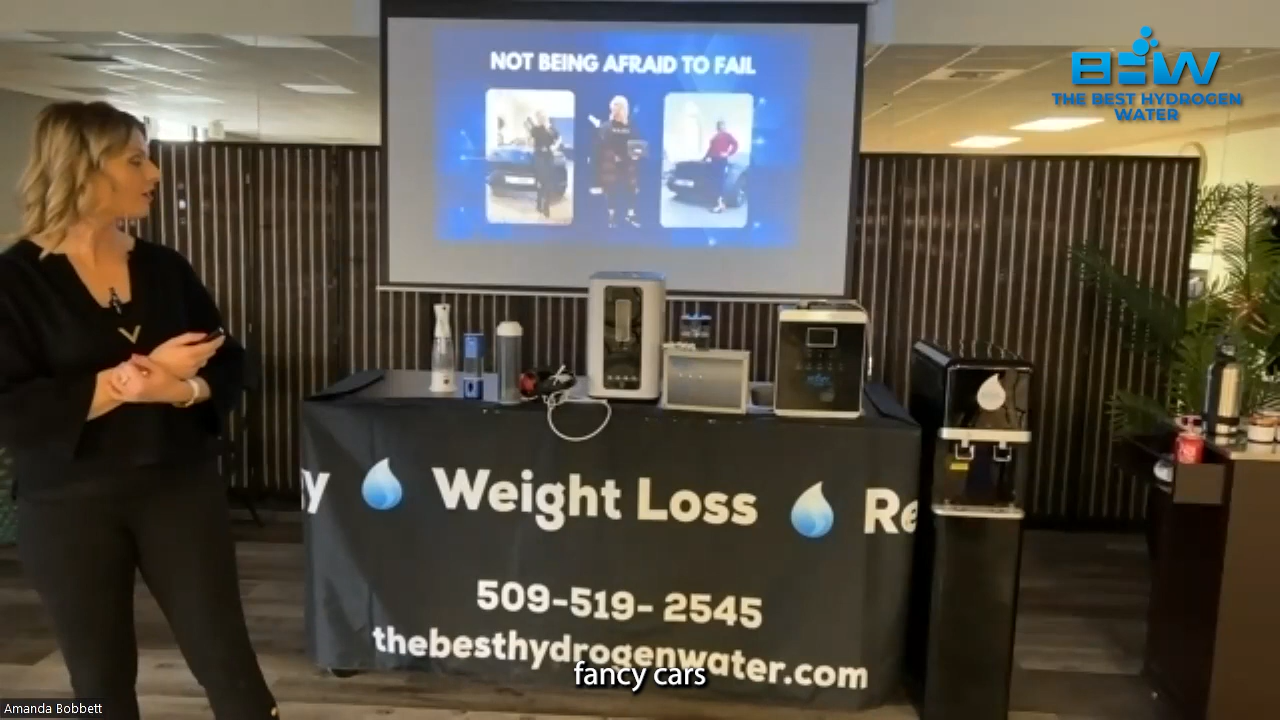 NOT BEING AFRAID TO FAIL
BHW
THE BEST HYDROGEN
WATER
Weight Loss
509-519- 2545
thebesthydrogenwater.com
fancy cars
Amanda Bobbett